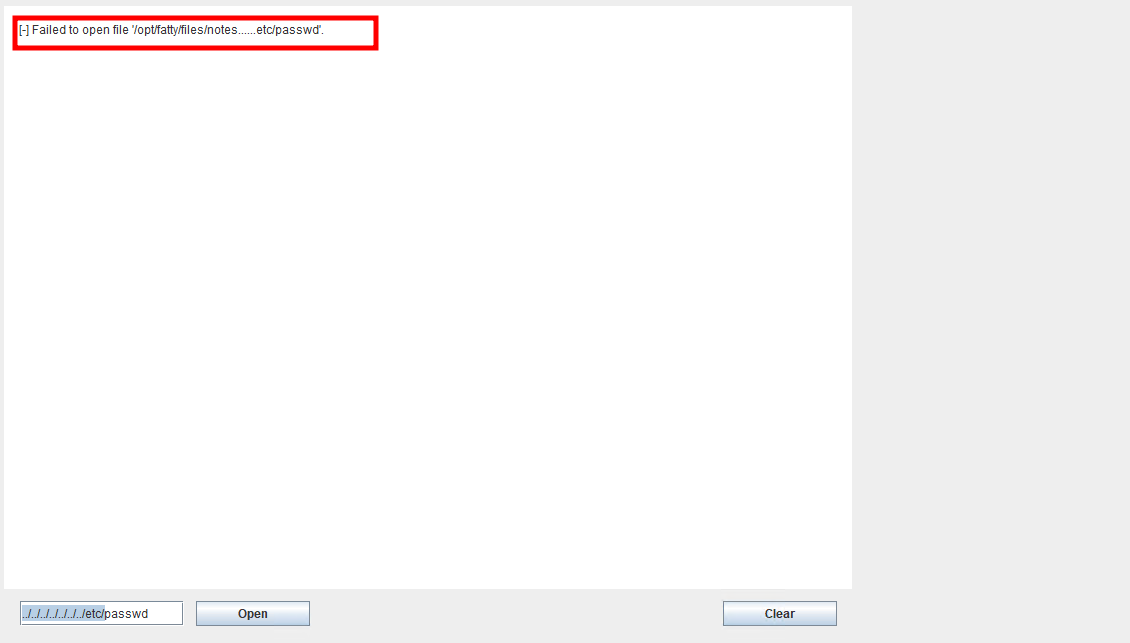 [-] Failed to open file '/opt/fatty/files/notes......etc/passwd'.
../../../../../../../etc/passwd
Open
Clear